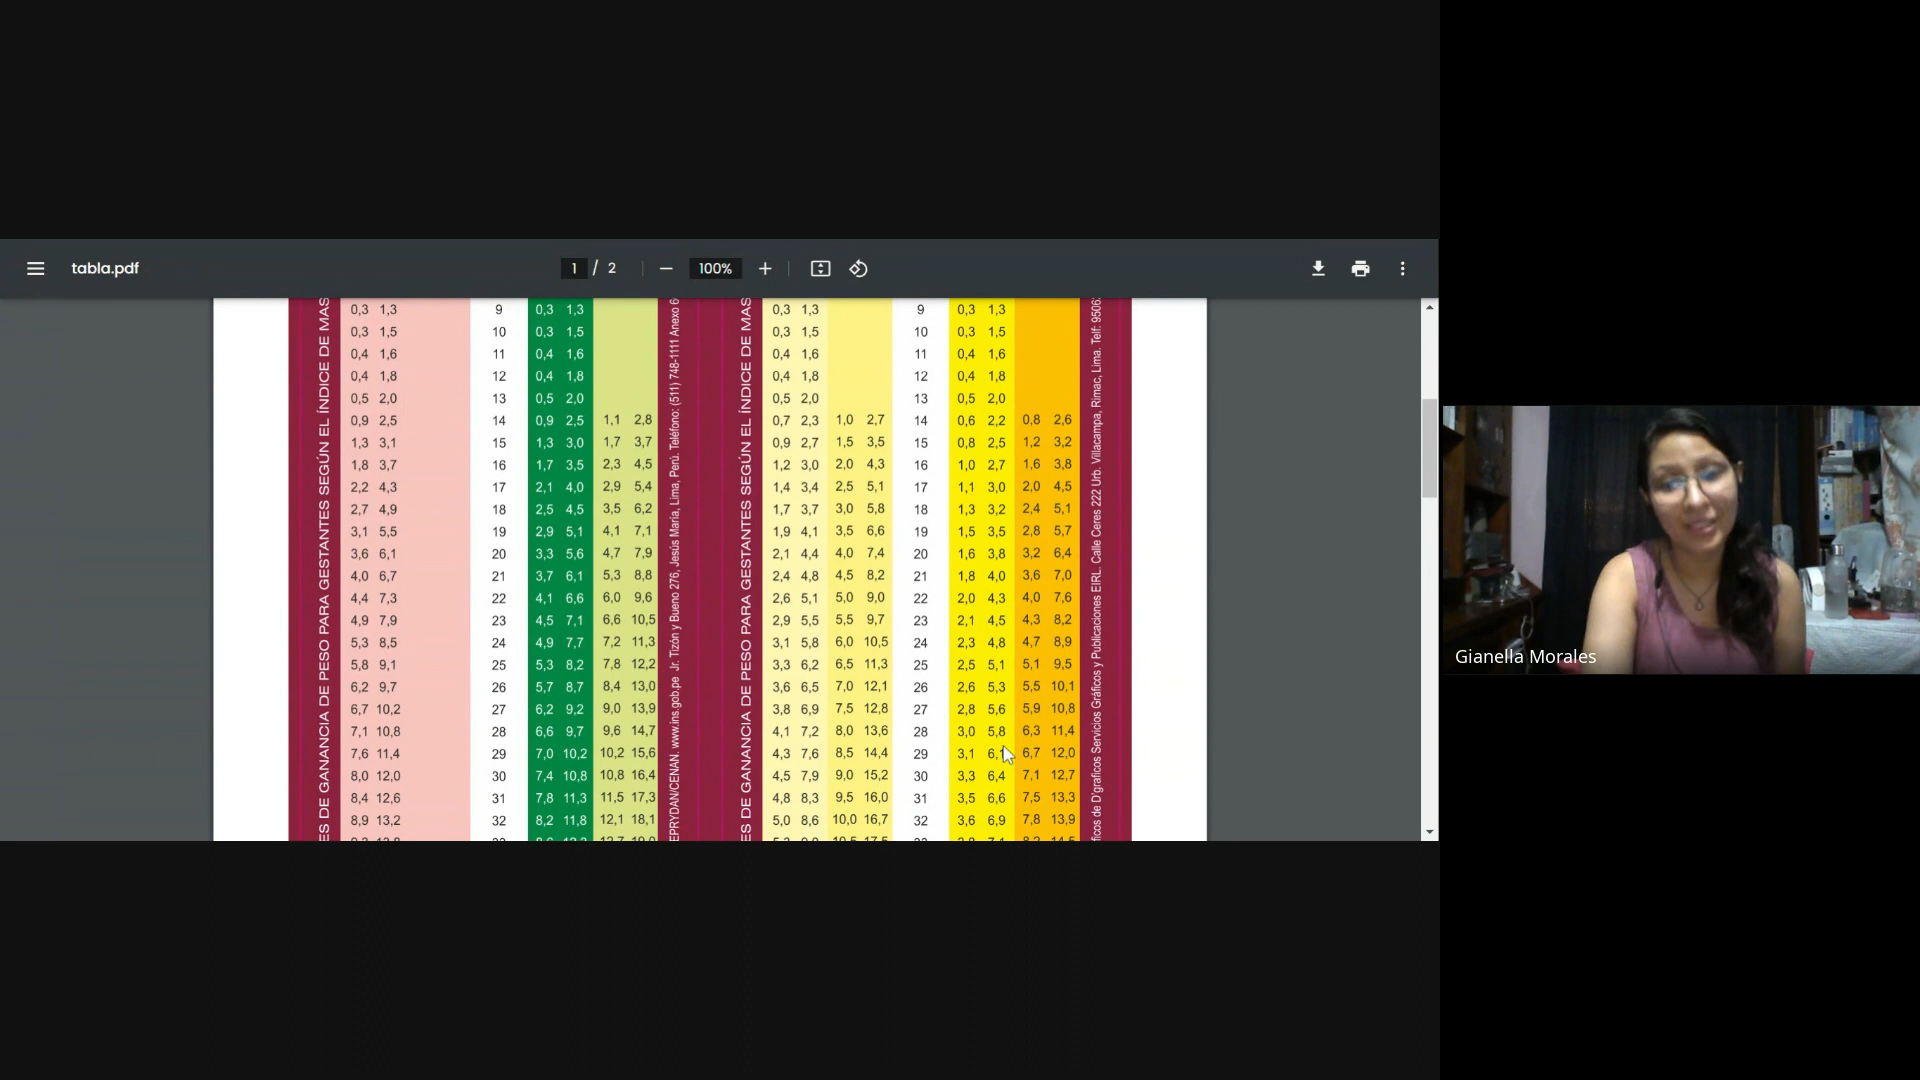 tabla.pdf
1 / 2
100%
ES DE GANANCIA DE PESO PARA GESTANTES SEGÚN EL ÍNDICE DE MAS
0,3 1,3 9 0,3 1,3
0,3 1,5 10 0,3 1,5
0,4 1,6 11 0,4 1,6
0,4 1,8 12 0,4 1,8
0,5 2,0 13 0,5 2,0
0,9 2,5 14 0,9 2,5 1,1 2,8
1,3 3,1 15 1,3 3,0 1,7 3,7
1,8 3,7 16 1,7 3,5 2,3 4,5
2,2 4,3 17 2,1 4,0 2,9 5,4
2,7 4,9 18 2,5 4,5 3,5 6,2
3,1 5,5 19 2,9 5,1 4,1 7,1
3,6 6,1 20 3,3 5,6 4,7 7,9
4,0 6,7 21 3,7 6,1 5,3 8,8
4,4 7,3 22 4,1 6,6 6,0 9,6
4,9 7,9 23 4,5 7,1 6,6 10,5
5,3 8,5 24 4,9 7,7 7,2 11,3
5,8 9,1 25 5,3 8,2 7,8 12,2
6,2 9,7 26 5,7 8,7 8,4 13,0
6,7 10,2 27 6,2 9,2 9,0 13,9
7,1 10,8 28 6,6 9,7 9,6 14,7
7,6 11,4 29 7,0 10,2 10,2 15,6
8,0 12,0 30 7,4 10,8 10,8 16,4
8,4 12,6 31 7,8 11,3 11,5 17,3
8,9 13,2 32 8,2 11,8 12,1 18,1
EPRYDAN/CENAN. www.ins.gob.pe Jr. Tizón y Bueno 276, Jesús María, Lima, Perú. Teléfono: (511) 748-1111 Anexo 6
ES DE GANANCIA DE PESO PARA GESTANTES SEGÚN EL ÍNDICE DE MAS
0,3 1,3 9 0,3 1,3
0,3 1,5 10 0,3 1,5
0,4 1,6 11 0,4 1,6
0,4 1,8 12 0,4 1,8
0,5 2,0 13 0,5 2,0
0,7 2,3 1,0 2,7 14 0,6 2,2 0,8 2,6
0,9 2,7 1,5 3,5 15 0,8 2,5 1,2 3,2
1,2 3,0 2,0 4,3 16 1,0 2,7 1,6 3,8
1,4 3,4 2,5 5,1 17 1,1 3,0 2,0 4,5
1,7 3,7 3,0 5,8 18 1,3 3,2 2,4 5,1
1,9 4,1 3,5 6,6 19 1,5 3,5 2,8 5,7
2,1 4,4 4,0 7,4 20 1,6 3,8 3,2 6,4
2,4 4,8 4,5 8,2 21 1,8 4,0 3,6 7,0
2,6 5,1 5,0 9,0 22 2,0 4,3 4,0 7,6
2,9 5,5 5,5 9,7 23 2,1 4,5 4,3 8,2
3,1 5,8 6,0 10,5 24 2,3 4,8 4,7 8,9
3,3 6,2 6,5 11,3 25 2,5 5,1 5,1 9,5
3,6 6,5 7,0 12,1 26 2,6 5,3 5,5 10,1
3,8 6,9 7,5 12,8 27 2,8 5,6 5,9 10,8
4,1 7,2 8,0 13,6 28 3,0 5,8 6,3 11,4
4,3 7,6 8,5 14,4 29 3,1 6,7 12,0
4,5 7,9 9,0 15,2 30 3,3 6,4 7,1 12,7
4,8 8,3 9,5 16,0 31 3,5 6,6 7,5 13,3
5,0 8,6 10,0 16,7 32 3,6 6,9 7,8 13,9
ficos de D'graficos Servicios Gráficos y Publicaciones EIRL. Calle Ceres 222 Urb. Villacampa, Rimac, Lima. Telf: 9506
Gianella Morales